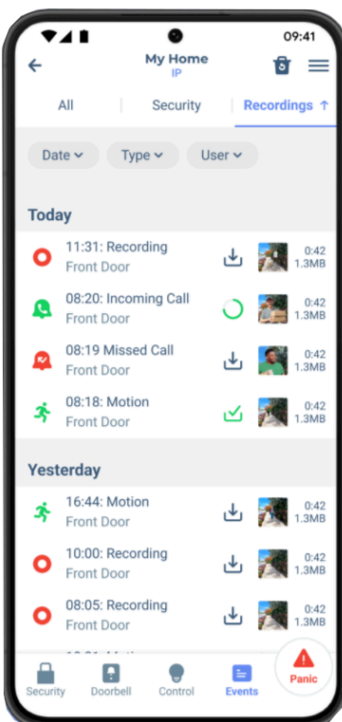 09:41
My Home
IP
All
Security
Recordings ↑
Date
Type
User
Today
11:31: Recording
Front Door
0:42
1.3MB
08:20: Incoming Call
Front Door
0:42
1.3MB
08:19 Missed Call
Front Door
0:42
1.3MB
08:18: Motion
Front Door
0:42
1.3MB
Yesterday
16:44: Motion
Front Door
0:42
1.3MB
10:00: Recording
Front Door
0:42
1.3MB
08:05: Recording
Front Door
0:42
1.3MB
Security
Doorbell
Control
Events
Panic